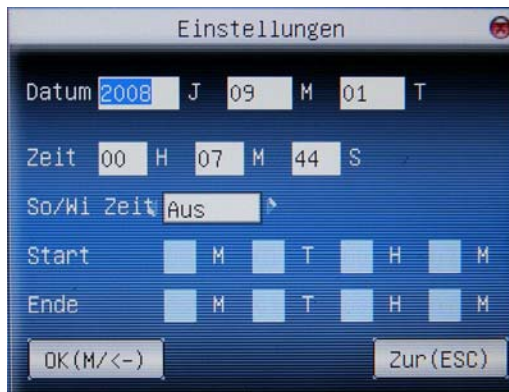 Einstellungen
Datum 2008 J 09 M 01 T
Zeit 00 H 07 M 44 S
So/Wi Zeit Aus
Start M T H M
Ende M T H M
OK(M/<-) Zur(ESC)